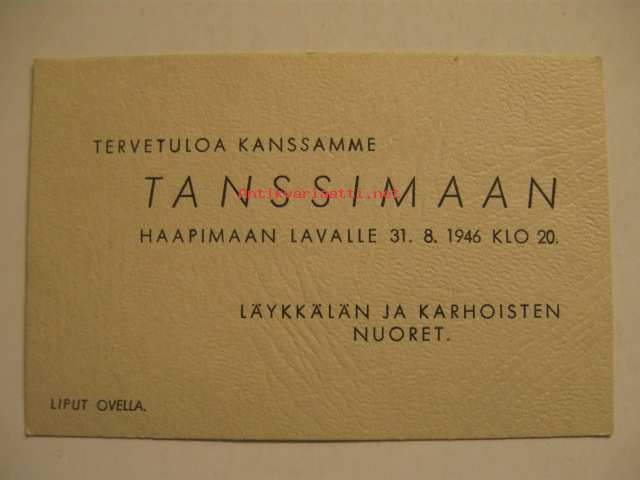 TERVETULOA KANSSAMME
TANSSIMAAN
Antikvariaatti.net
HAAPIMAAN LAVALLE 31. 8. 1946 KLO 20.
LÄYKKÄLÄN JA KARHOISTEN
NUORET.
LIPUT OVELLA.